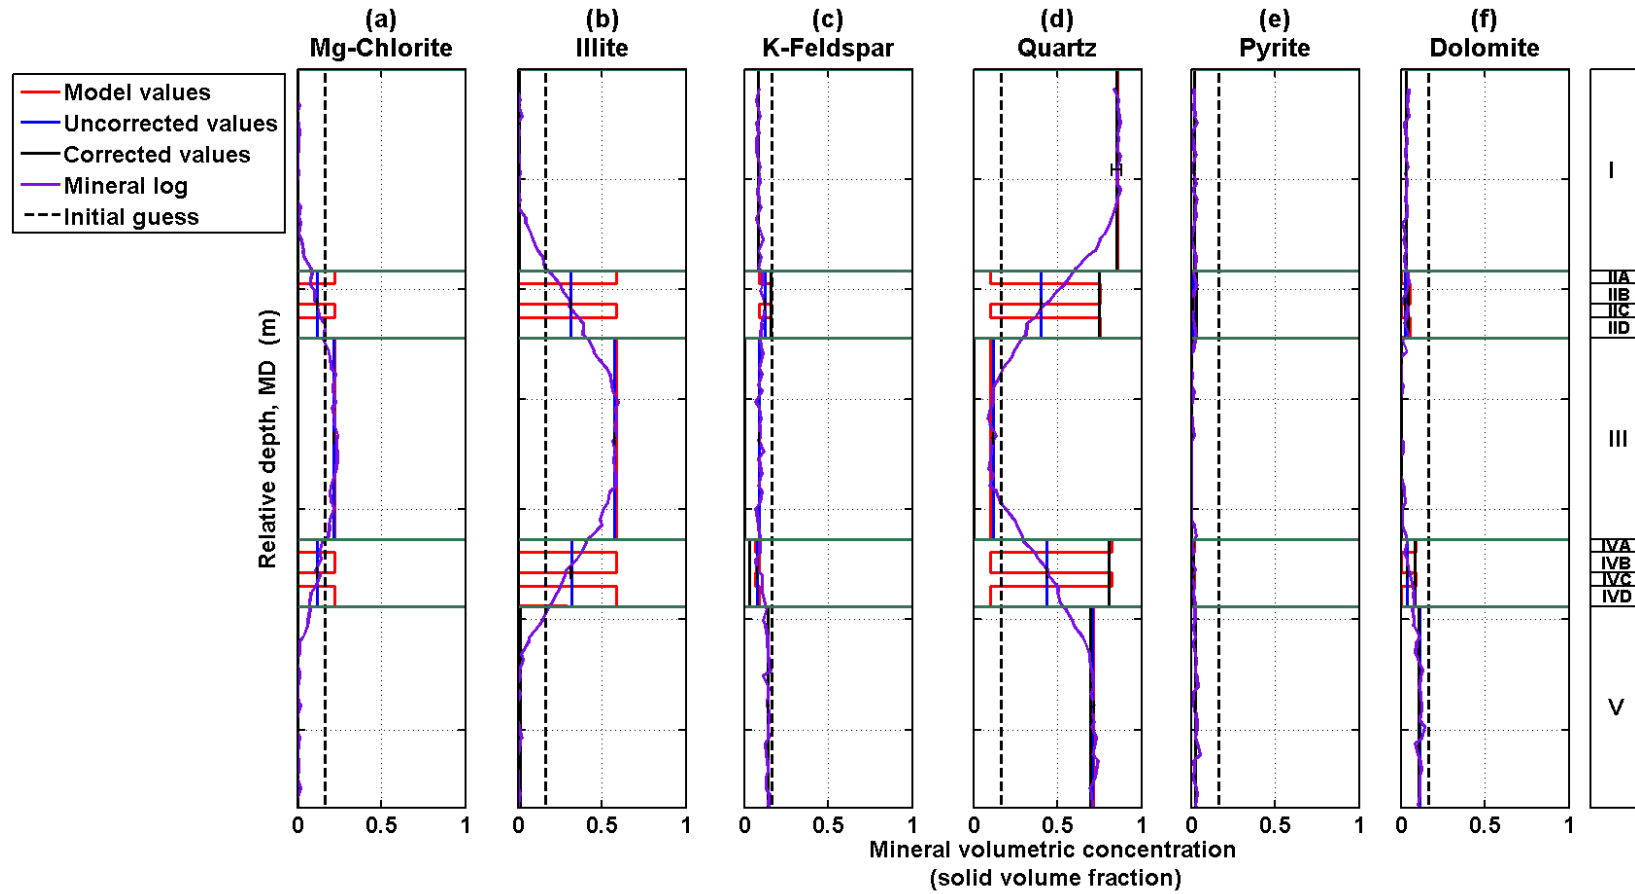 (a) (b) (c) (d) (e) (f)
Mg-Chlorite Illite K-Feldspar Quartz Pyrite Dolomite
Model values
Uncorrected values
Corrected values
Mineral log
Initial guess
Relative depth, MD (m)
I
IIA
IIB
IIC
IID
III
IVA
IVB
IVC
IVD
V
0 0.5 1 0 0.5 1 0 0.5 1 0 0.5 1 0 0.5 1 0 0.5 1
Mineral volumetric concentration
(solid volume fraction)